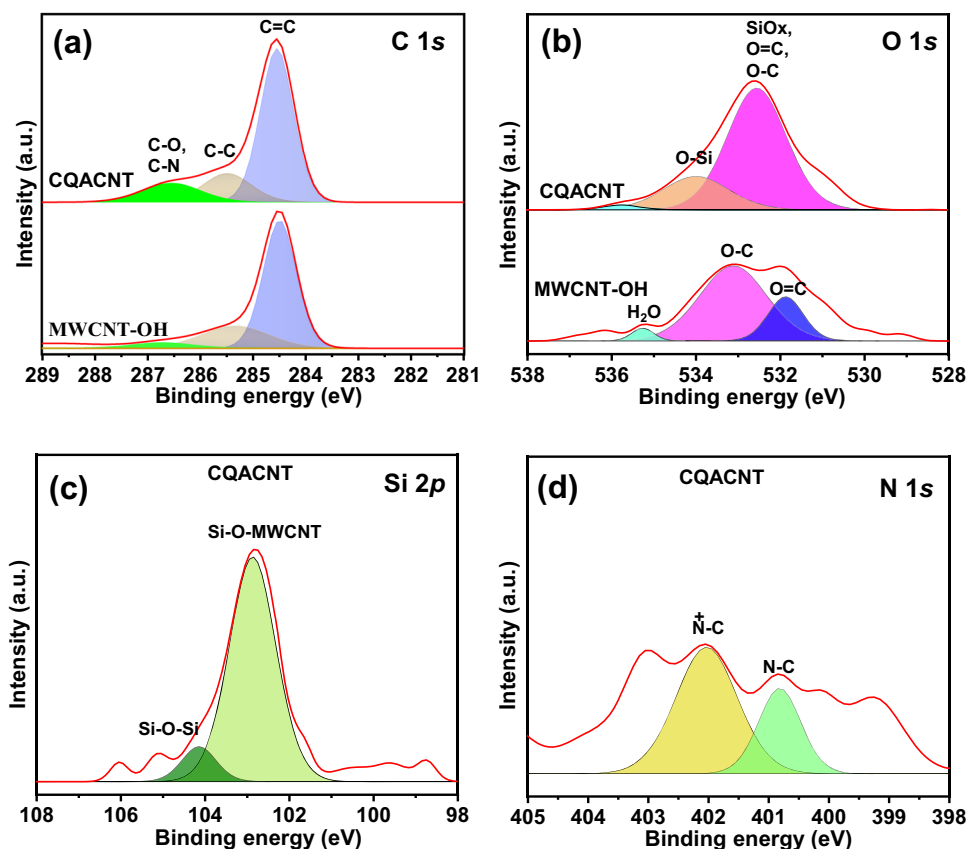 (a)
C 1s
C=C
C-O,
C-N
C-C
CQACNT
MWCNT-OH
Intensity (a.u.)
289 288 287 286 285 284 283 282 281
Binding energy (eV)
(b)
O 1s
SiOx,
O=C,
O-C
O-Si
CQACNT
O-C
MWCNT-OH
O=C
H₂O
Intensity (a.u.)
538 536 534 532 530 528
Binding energy (eV)
(c)
CQACNT
Si 2p
Si-O-MWCNT
Si-O-Si
Intensity (a.u.)
108 106 104 102 100 98
Binding energy (eV)
(d)
CQACNT
N 1s
+
N-C
N-C
Intensity (a.u.)
405 404 403 402 401 400 399 398
Binding energy (eV)